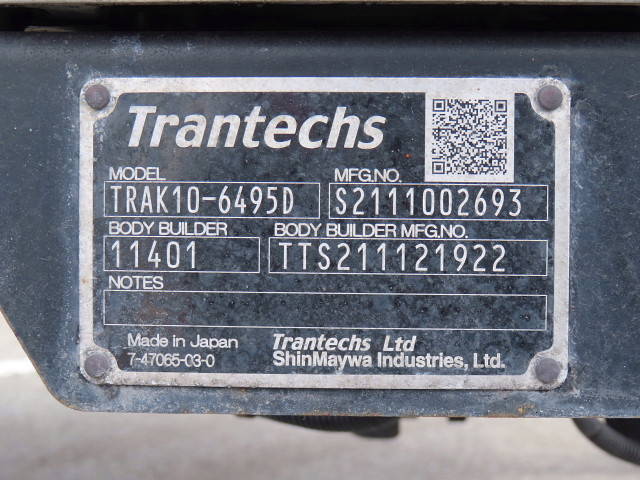 Trantechs
MODEL MFG.NO.
TRAK10-6495D S2111002693
BODY BUILDER BODY BUILDER MFG.NO.
11401 TTS211121922
NOTES
Made in Japan Trantechs Ltd
7-47065-03-0 ShinMaywa Industries, Ltd.